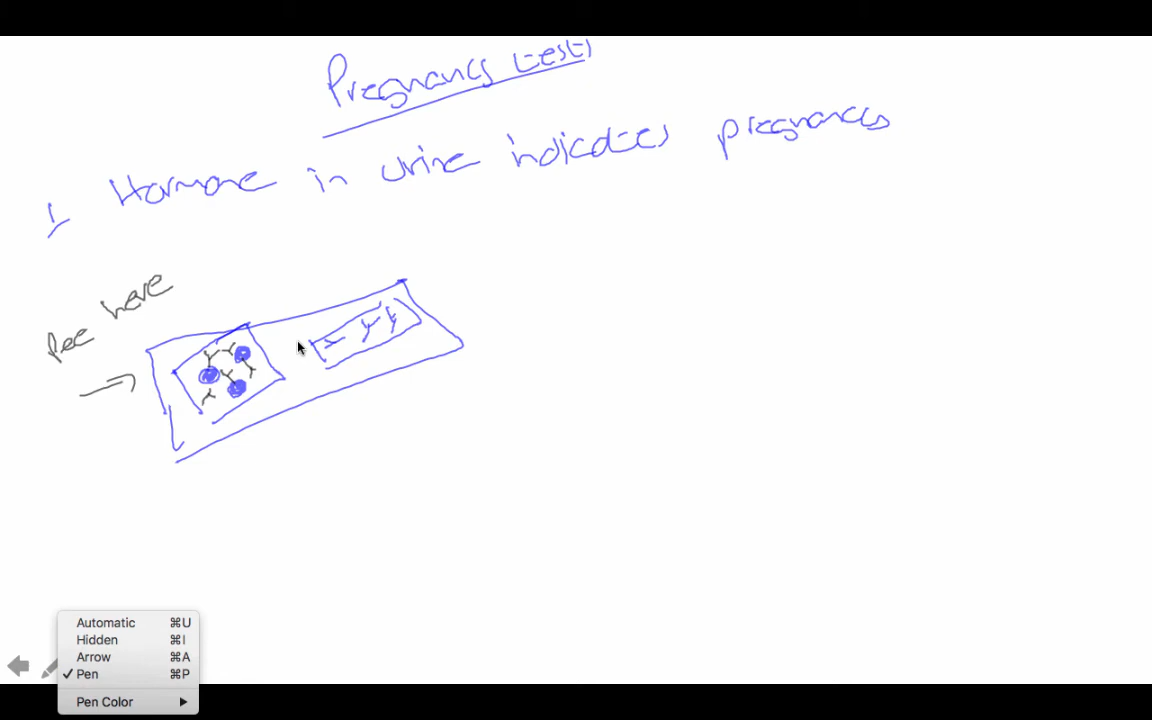 Pregnancy tests
1 Hormone in urine indicates pregnancy
Pee here
Automatic ⌘U
Hidden ⌘I
Arrow ⌘A
✓ Pen ⌘P
Pen Color ▶